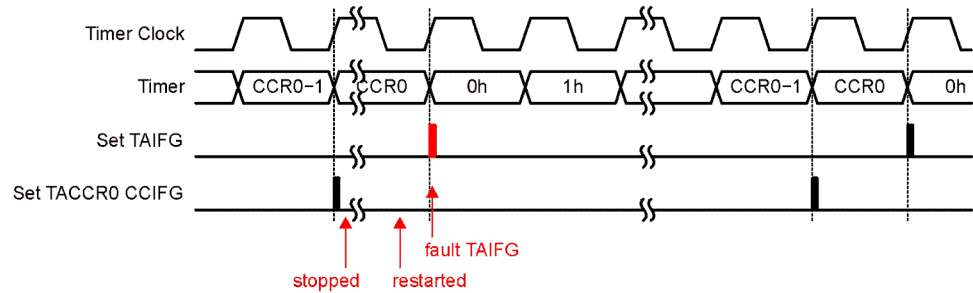 Timer Clock
Timer CCR0−1 CCR0 0h 1h CCR0−1 CCR0 0h
Set TAIFG
Set TACCR0 CCIFG
fault TAIFG
stopped restarted